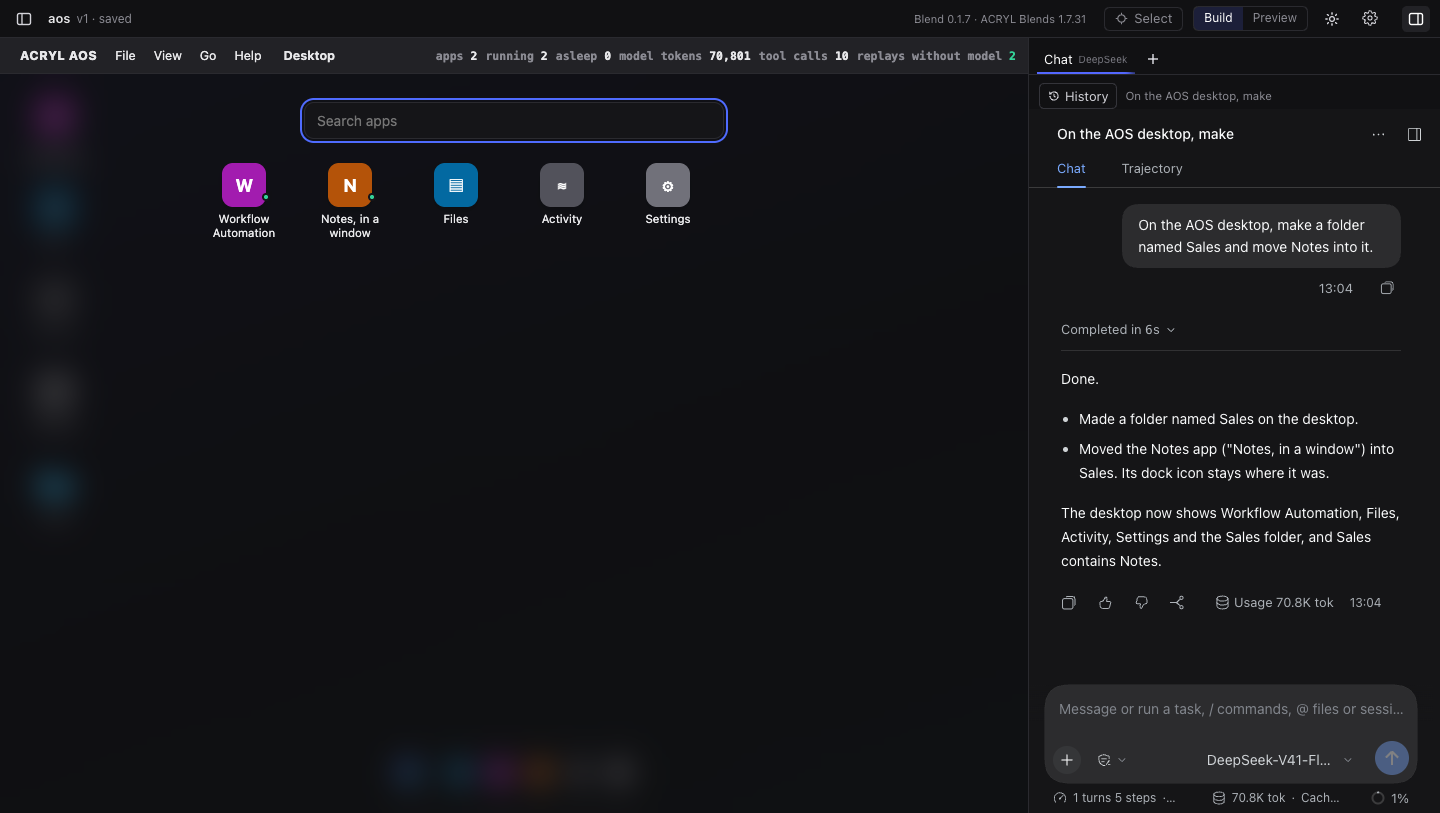 aos v1 · saved
Blend 0.1.7 · ACRYL Blends 1.7.31
Select
Build
Preview
ACRYL AOS File View Go Help Desktop
apps 2 running 2 asleep 0 model tokens 70,801 tool calls 10 replays without model 2
Search apps
W
N
Workflow Automation
Notes, in a window
Files
Activity
Settings
Chat DeepSeek
History
On the AOS desktop, make
On the AOS desktop, make
Chat
Trajectory
On the AOS desktop, make a folder
named Sales and move Notes into it.
13:04
Completed in 6s
Done.
Made a folder named Sales on the desktop.
Moved the Notes app ("Notes, in a window") into
Sales. Its dock icon stays where it was.
The desktop now shows Workflow Automation, Files,
Activity, Settings and the Sales folder, and Sales
contains Notes.
Usage 70.8K tok 13:04
Message or run a task, / commands, @ files or sessi...
DeepSeek-V41-Fl...
1 turns 5 steps ·...
70.8K tok · Cach...
1%